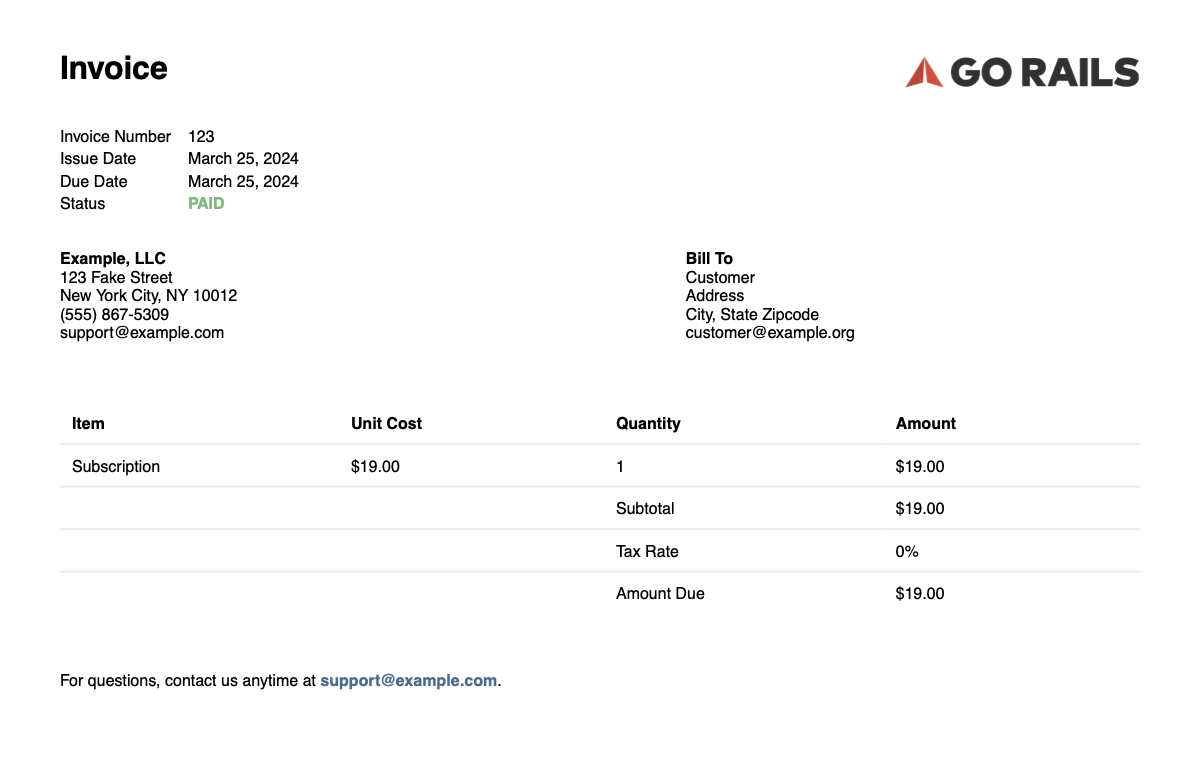 Invoice
GO RAILS
Invoice Number 123
Issue Date March 25, 2024
Due Date March 25, 2024
Status PAID
Example, LLC
123 Fake Street
New York City, NY 10012
(555) 867-5309
support@example.com
Bill To
Customer
Address
City, State Zipcode
customer@example.org
Item Unit Cost Quantity Amount
Subscription $19.00 1 $19.00
Subtotal $19.00
Tax Rate 0%
Amount Due $19.00
For questions, contact us anytime at support@example.com.